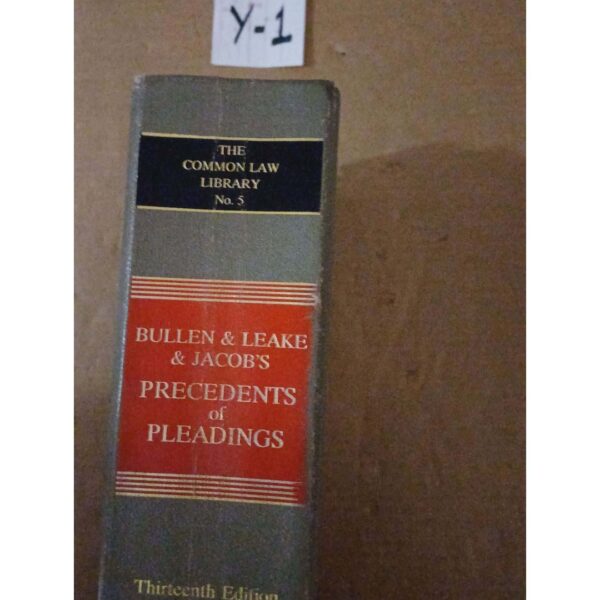 Y-1
THE
COMMON LAW
LIBRARY
No. 5
BULLEN & LEAKE
& JACOB'S
PRECEDENTS
of
PLEADINGS
Thirteenth Edition